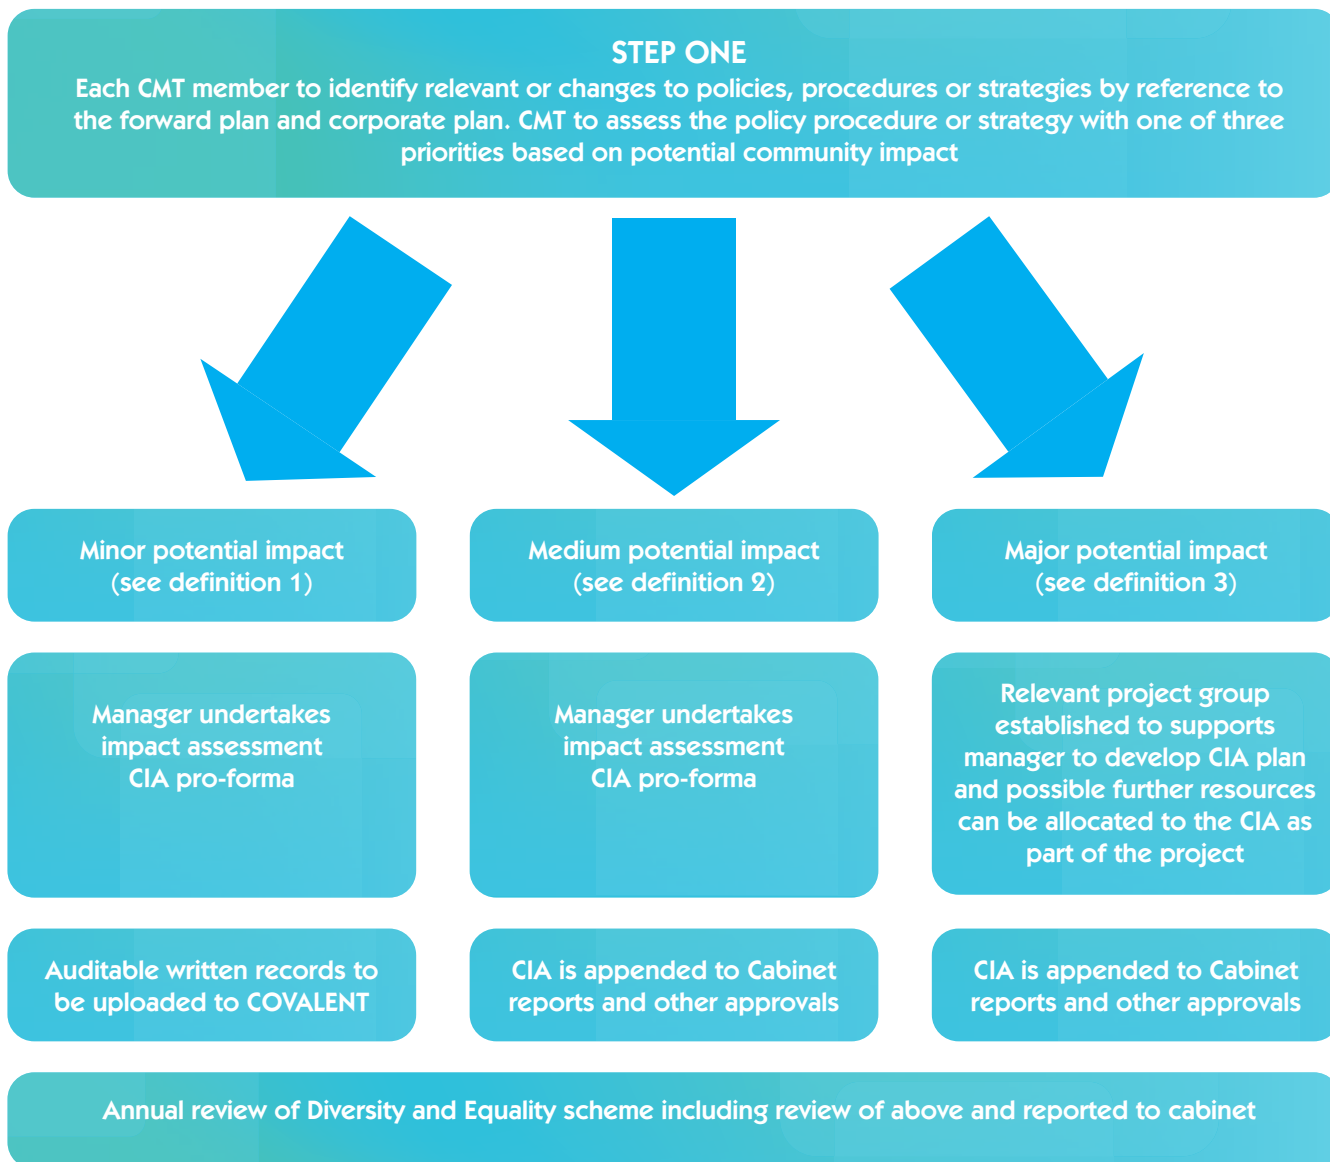 STEP ONE
Each CMT member to identify relevant or changes to policies, procedures or strategies by reference to
the forward plan and corporate plan. CMT to assess the policy procedure or strategy with one of three
priorities based on potential community impact
Minor potential impact
(see definition 1)
Medium potential impact
(see definition 2)
Major potential impact
(see definition 3)
Manager undertakes
impact assessment
CIA pro-forma
Manager undertakes
impact assessment
CIA pro-forma
Relevant project group
established to supports
manager to develop CIA plan
and possible further resources
can be allocated to the CIA as
part of the project
Auditable written records to
be uploaded to COVALENT
CIA is appended to Cabinet
reports and other approvals
CIA is appended to Cabinet
reports and other approvals
Annual review of Diversity and Equality scheme including review of above and reported to cabinet